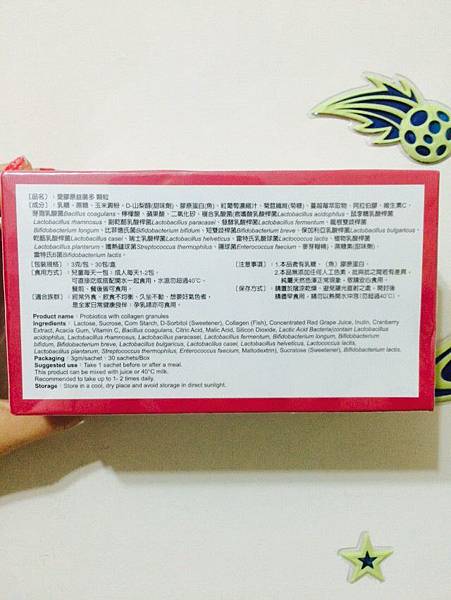 [品名]：愛膠原益菌多 顆粒
[成分]：乳糖、蔗糖、玉米澱粉、D-山梨醇(甜味劑)、膠原蛋白(魚)、紅葡萄濃縮汁、菊苣纖維(菊糖)、蔓越莓萃取物、阿拉伯膠、維生素C、
芽孢乳酸菌Bacillus coagulans、檸檬酸、蘋果酸、二氧化矽、複合乳酸菌(嗜酸乳酸桿菌Lactobacillus acidophilus、鼠李糖乳酸桿菌
Lactobacillus rhamnosus、副乾酪乳酸桿菌Lactobacillus paracasei、發酵乳酸桿菌Lactobacillus fermentum、龍根雙歧桿菌
Bifidobacterium longum、比菲德氏菌Bifidobacterium bifidum、短雙歧桿菌Bifidobacterium breve、保加利亞乳酸桿菌Lactobacillus bulgaricus、
乾酪乳酸桿菌Lactobacillus casei、瑞士乳酸桿菌Lactobacillus helveticus、雷特氏乳球菌Lactococcus lactis、植物乳酸桿菌
Lactobacillus plantarum、嗜熱鏈球菌Streptococcus thermophilus、腸球菌Enterococcus faecium、麥芽糊精)、蔗糖素(甜味劑)、
雷特氏B菌Bifidobacterium lactis。
[包裝規格]：3克/包、30包/盒
[食用方式]：兒童每天一包；成人每天1-2包，
可直接吃或搭配開水一起食用，水溫勿超過40℃，
餐前、餐後皆可食用。
[適合族群]：經常外食、飲食不均衡、久坐不動、想要好氣色者，
是全家日常健康良伴，孕乳婦亦可食用。
[注意事項]：1.本品含有乳糖、(魚)膠原蛋白。
2.本品無添加任何人工色素，批與批之間若有差異，
純屬天然色澤正常現象，敬請安心食用。
[保存方式]：請置於陰涼乾燥、避免陽光直射之處，開封後
請儘早食用，請勿以熱開水沖泡(勿超過40℃)。
Product name : Probiotics with collagen granules
Ingredients : Lactose, Sucrose, Corn Starch, D-Sorbitol (Sweetener), Collagen (Fish), Concentrated Red Grape Juice, Inulin, Cranberry
Extract, Acacia Gum, Vitamin C, Bacillus coagulans, Citric Acid, Malic Acid, Silicon Dioxide, Lactic Acid Bacteria(contain Lactobacillus
acidophilus, Lactobacillus rhamnosus, Lactobacillus paracasei, Lactobacillus fermentum, Bifidobacterium longum, Bifidobacterium
bifidum, Bifidobacterium breve, Lactobacillus bulgaricus, Lactobacillus casei, Lactobacillus helveticus, Lactococcus lactis,
Lactobacillus plantarum, Streptococcus thermophilus, Enterococcus faecium, Maltodextrin), Sucralose (Sweetener), Bifidobacterium lactis.
Packaging : 3gm/sachet ; 30 sachets/Box
Suggested use : Take 1 sachet before or after a meal.
This product can be mixed with juice or 40°C milk.
Recommended to take up to 1- 2 times daily.
Storage : Store in a cool, dry place and avoid storage in direct sunlight.